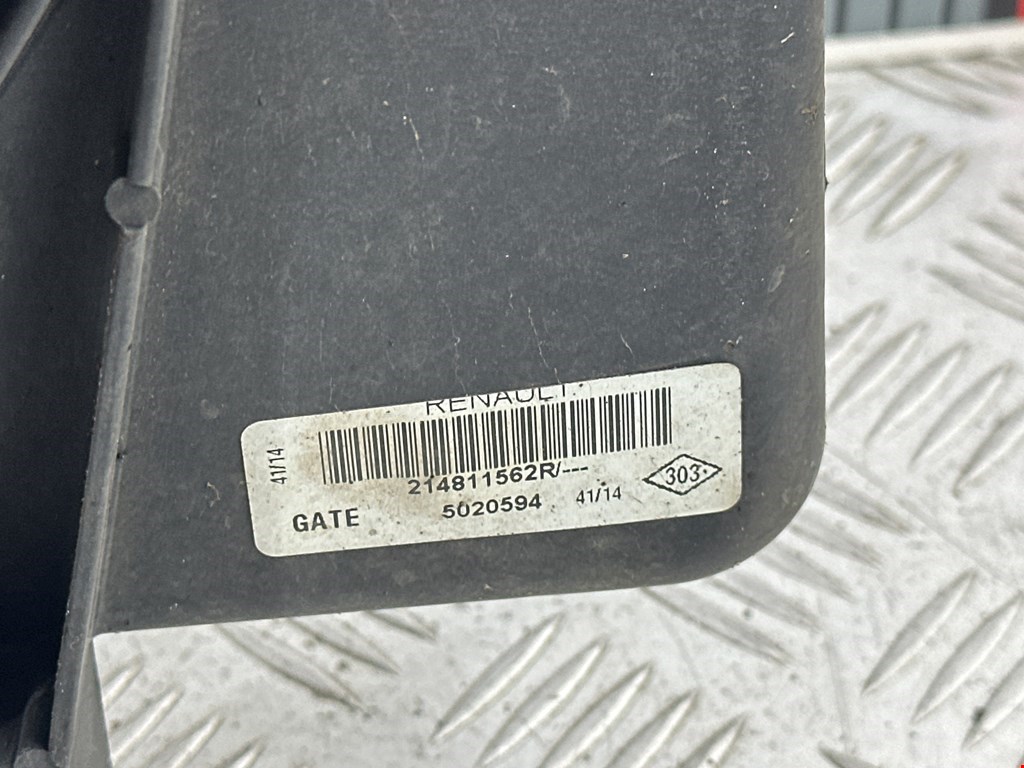 RENAULT
41/14
214811562R/---
303
GATE 5020594 41/14